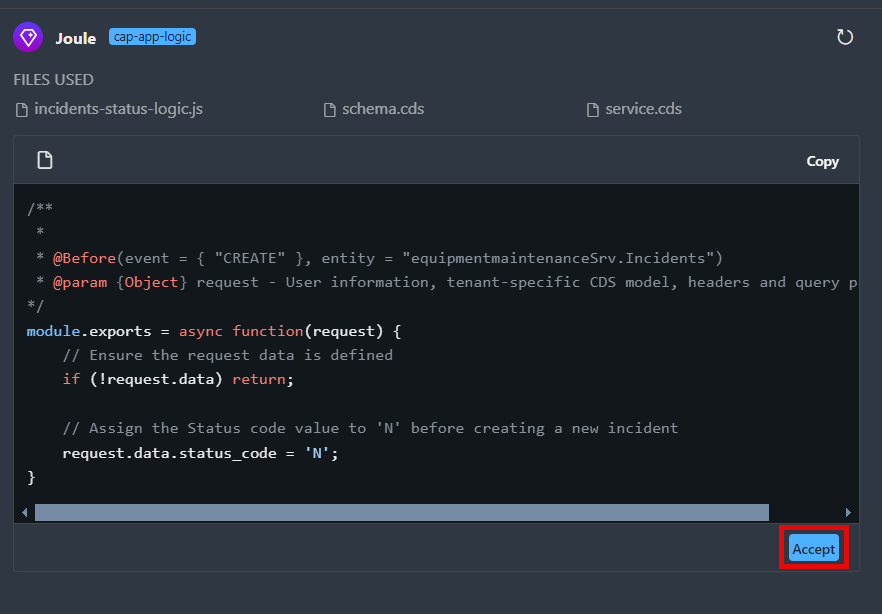 Joule cap-app-logic
FILES USED
incidents-status-logic.js schema.cds service.cds
Copy
/**
 *
 * @Before(event = { "CREATE" }, entity = "equipmentmaintenanceSrv.Incidents")
 * @param {Object} request - User information, tenant-specific CDS model, headers and query p
*/
module.exports = async function(request) {
    // Ensure the request data is defined
    if (!request.data) return;
    // Assign the Status code value to 'N' before creating a new incident
    request.data.status_code = 'N';
}
Accept